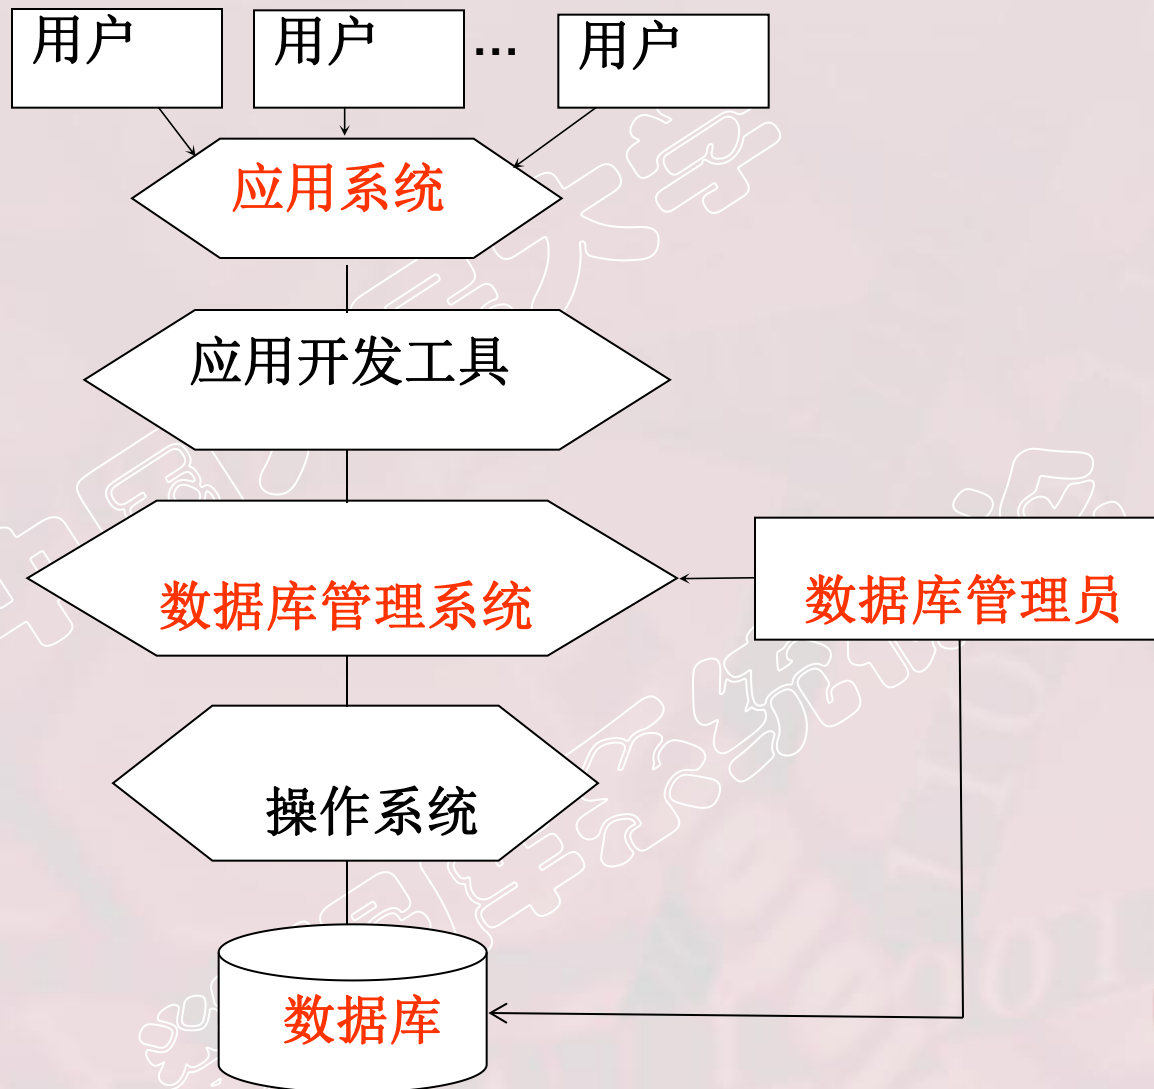 用户
用户
…
用户
应用系统
应用开发工具
数据库管理系统
数据库管理员
操作系统
数据库